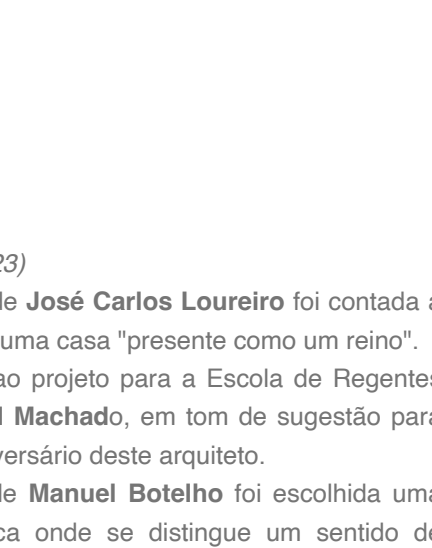 23)
de José Carlos Loureiro foi contada a
uma casa "presente como um reino".
ao projeto para a Escola de Regentes
Machado, em tom de sugestão para
versário deste arquiteto.
de Manuel Botelho foi escolhida uma
ca onde se distingue um sentido de